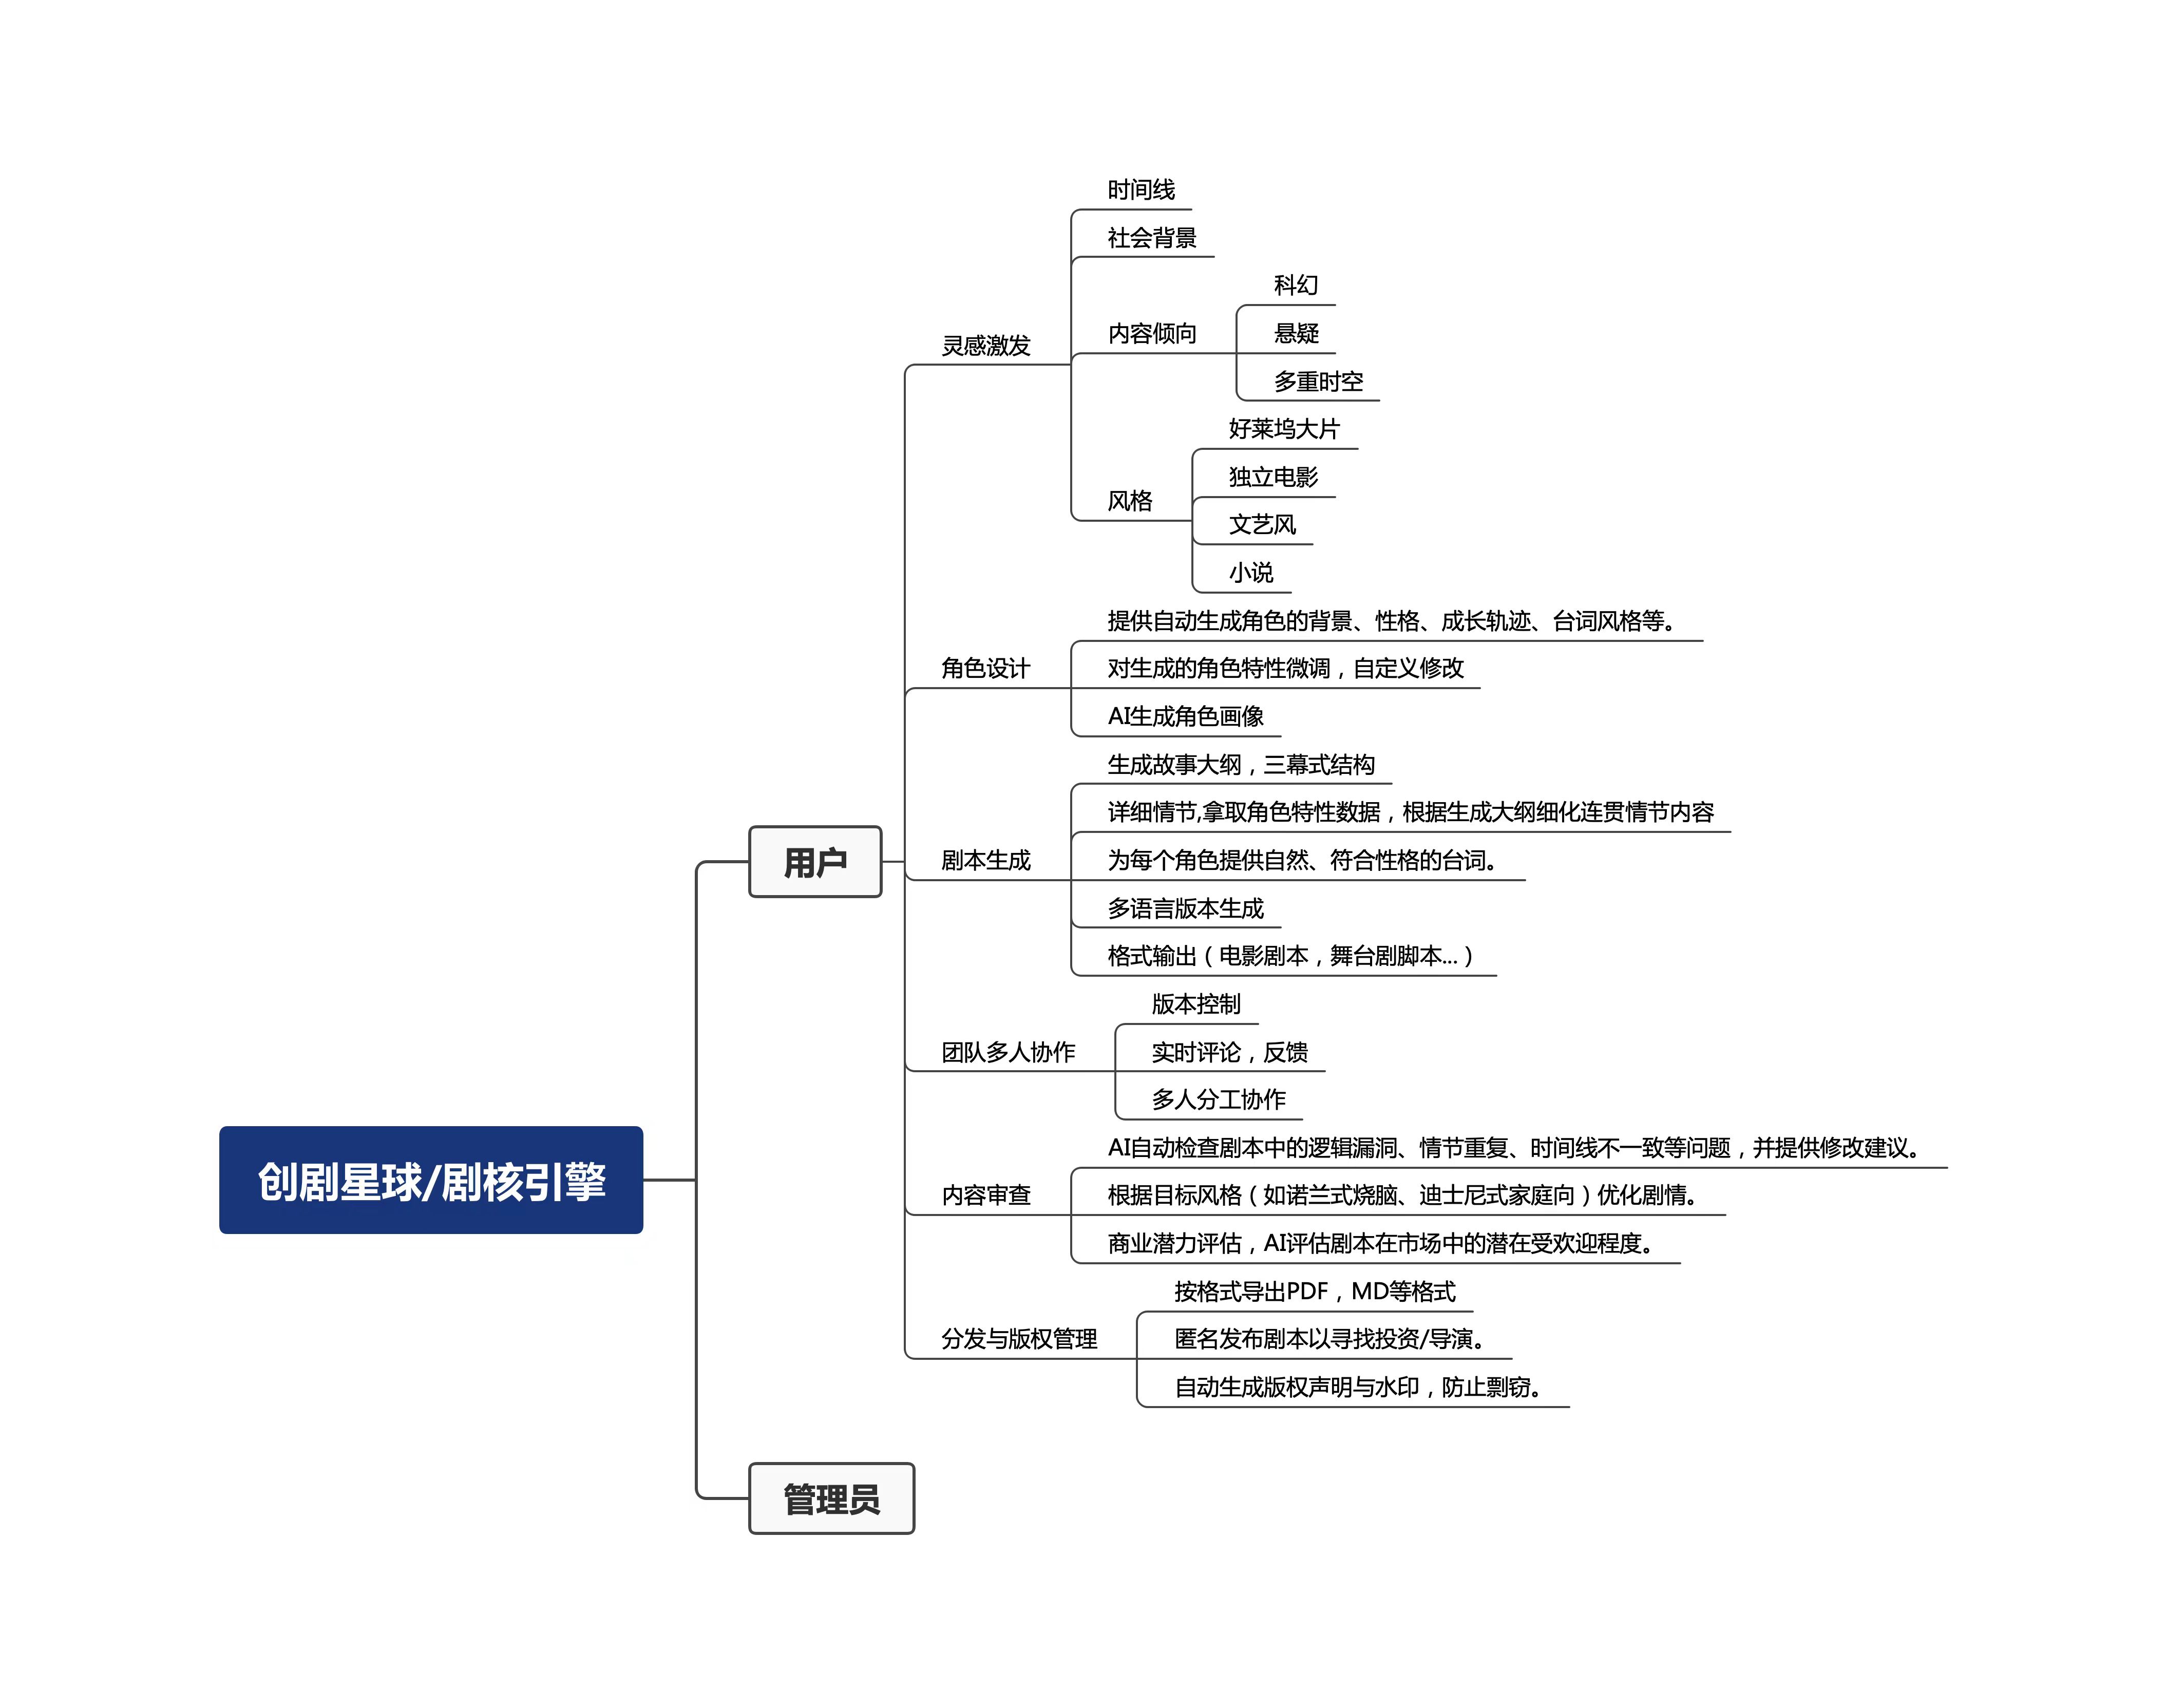 时间线
社会背景
科幻
内容倾向
悬疑
灵感激发
多重时空
好莱坞大片
独立电影
风格
文艺风
小说
提供自动生成角色的背景、性格、成长轨迹、台词风格等。
角色设计
对生成的角色特性微调，自定义修改
AI生成角色画像
生成故事大纲，三幕式结构
详细情节,拿取角色特性数据，根据生成大纲细化连贯情节内容
用户
剧本生成
为每个角色提供自然、符合性格的台词。
多语言版本生成
格式输出（电影剧本，舞台剧脚本...）
版本控制
团队多人协作
实时评论，反馈
多人分工协作
AI自动检查剧本中的逻辑漏洞、情节重复、时间线不一致等问题，并提供修改建议。
创剧星球/剧核引擎
内容审查
根据目标风格（如诺兰式烧脑、迪士尼式家庭向）优化剧情。
商业潜力评估，AI评估剧本在市场中的潜在受欢迎程度。
按格式导出PDF，MD等格式
分发与版权管理
匿名发布剧本以寻找投资/导演。
自动生成版权声明与水印，防止剽窃。
管理员